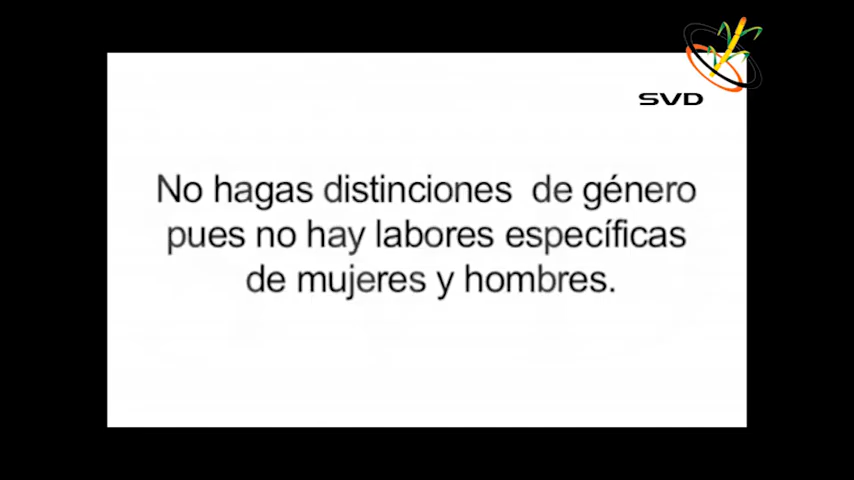 SVD
No hagas distinciones de género
pues no hay labores específicas
de mujeres y hombres.